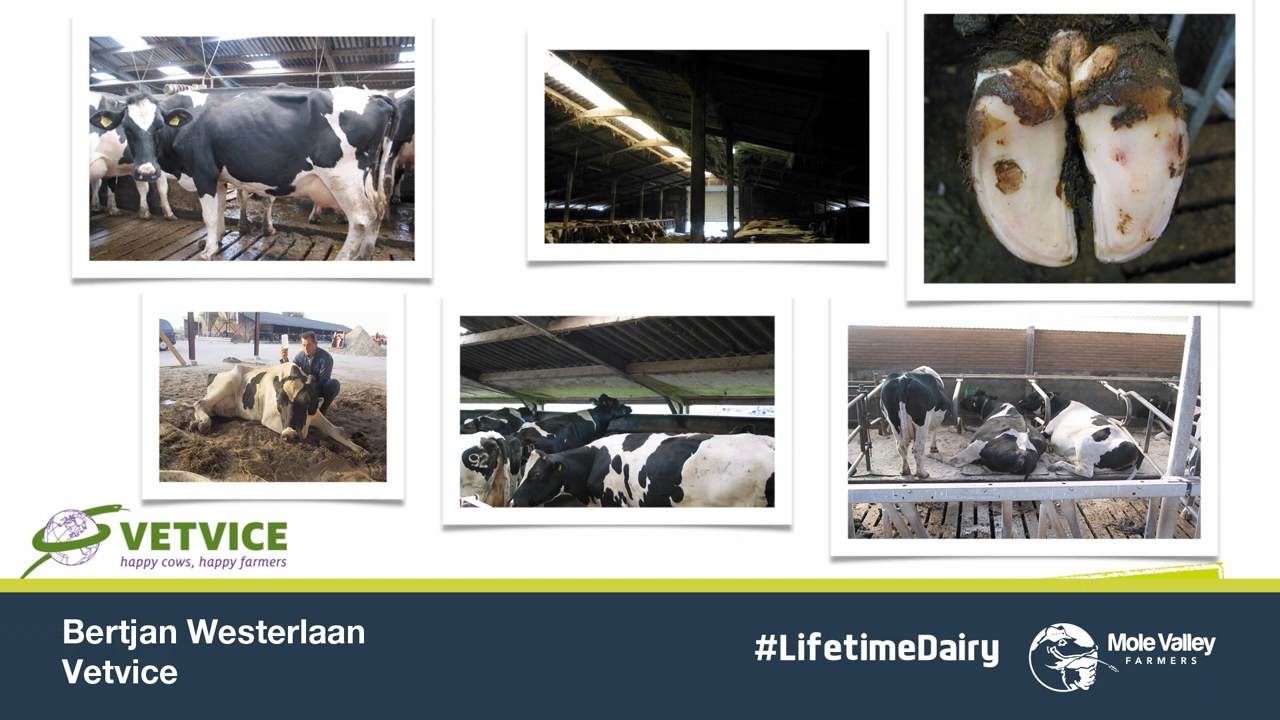 VETVICE
happy cows, happy farmers
Bertjan Westerlaan
Vetvice
#LifetimeDairy
Mole Valley
FARMERS